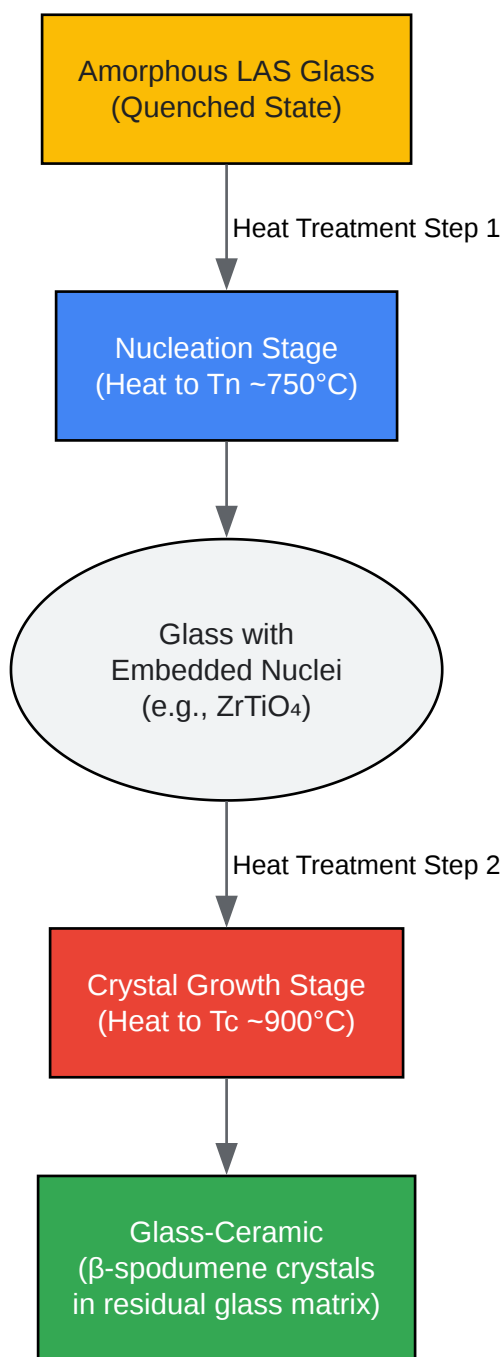 Amorphous LAS Glass
(Quenched State)
Heat Treatment Step 1
Nucleation Stage
(Heat to Tn ~750°C)
Glass with
Embedded Nuclei
(e.g., ZrTiO₄)
Heat Treatment Step 2
Crystal Growth Stage
(Heat to Tc ~900°C)
Glass-Ceramic
(β-spodumene crystals
in residual glass matrix)